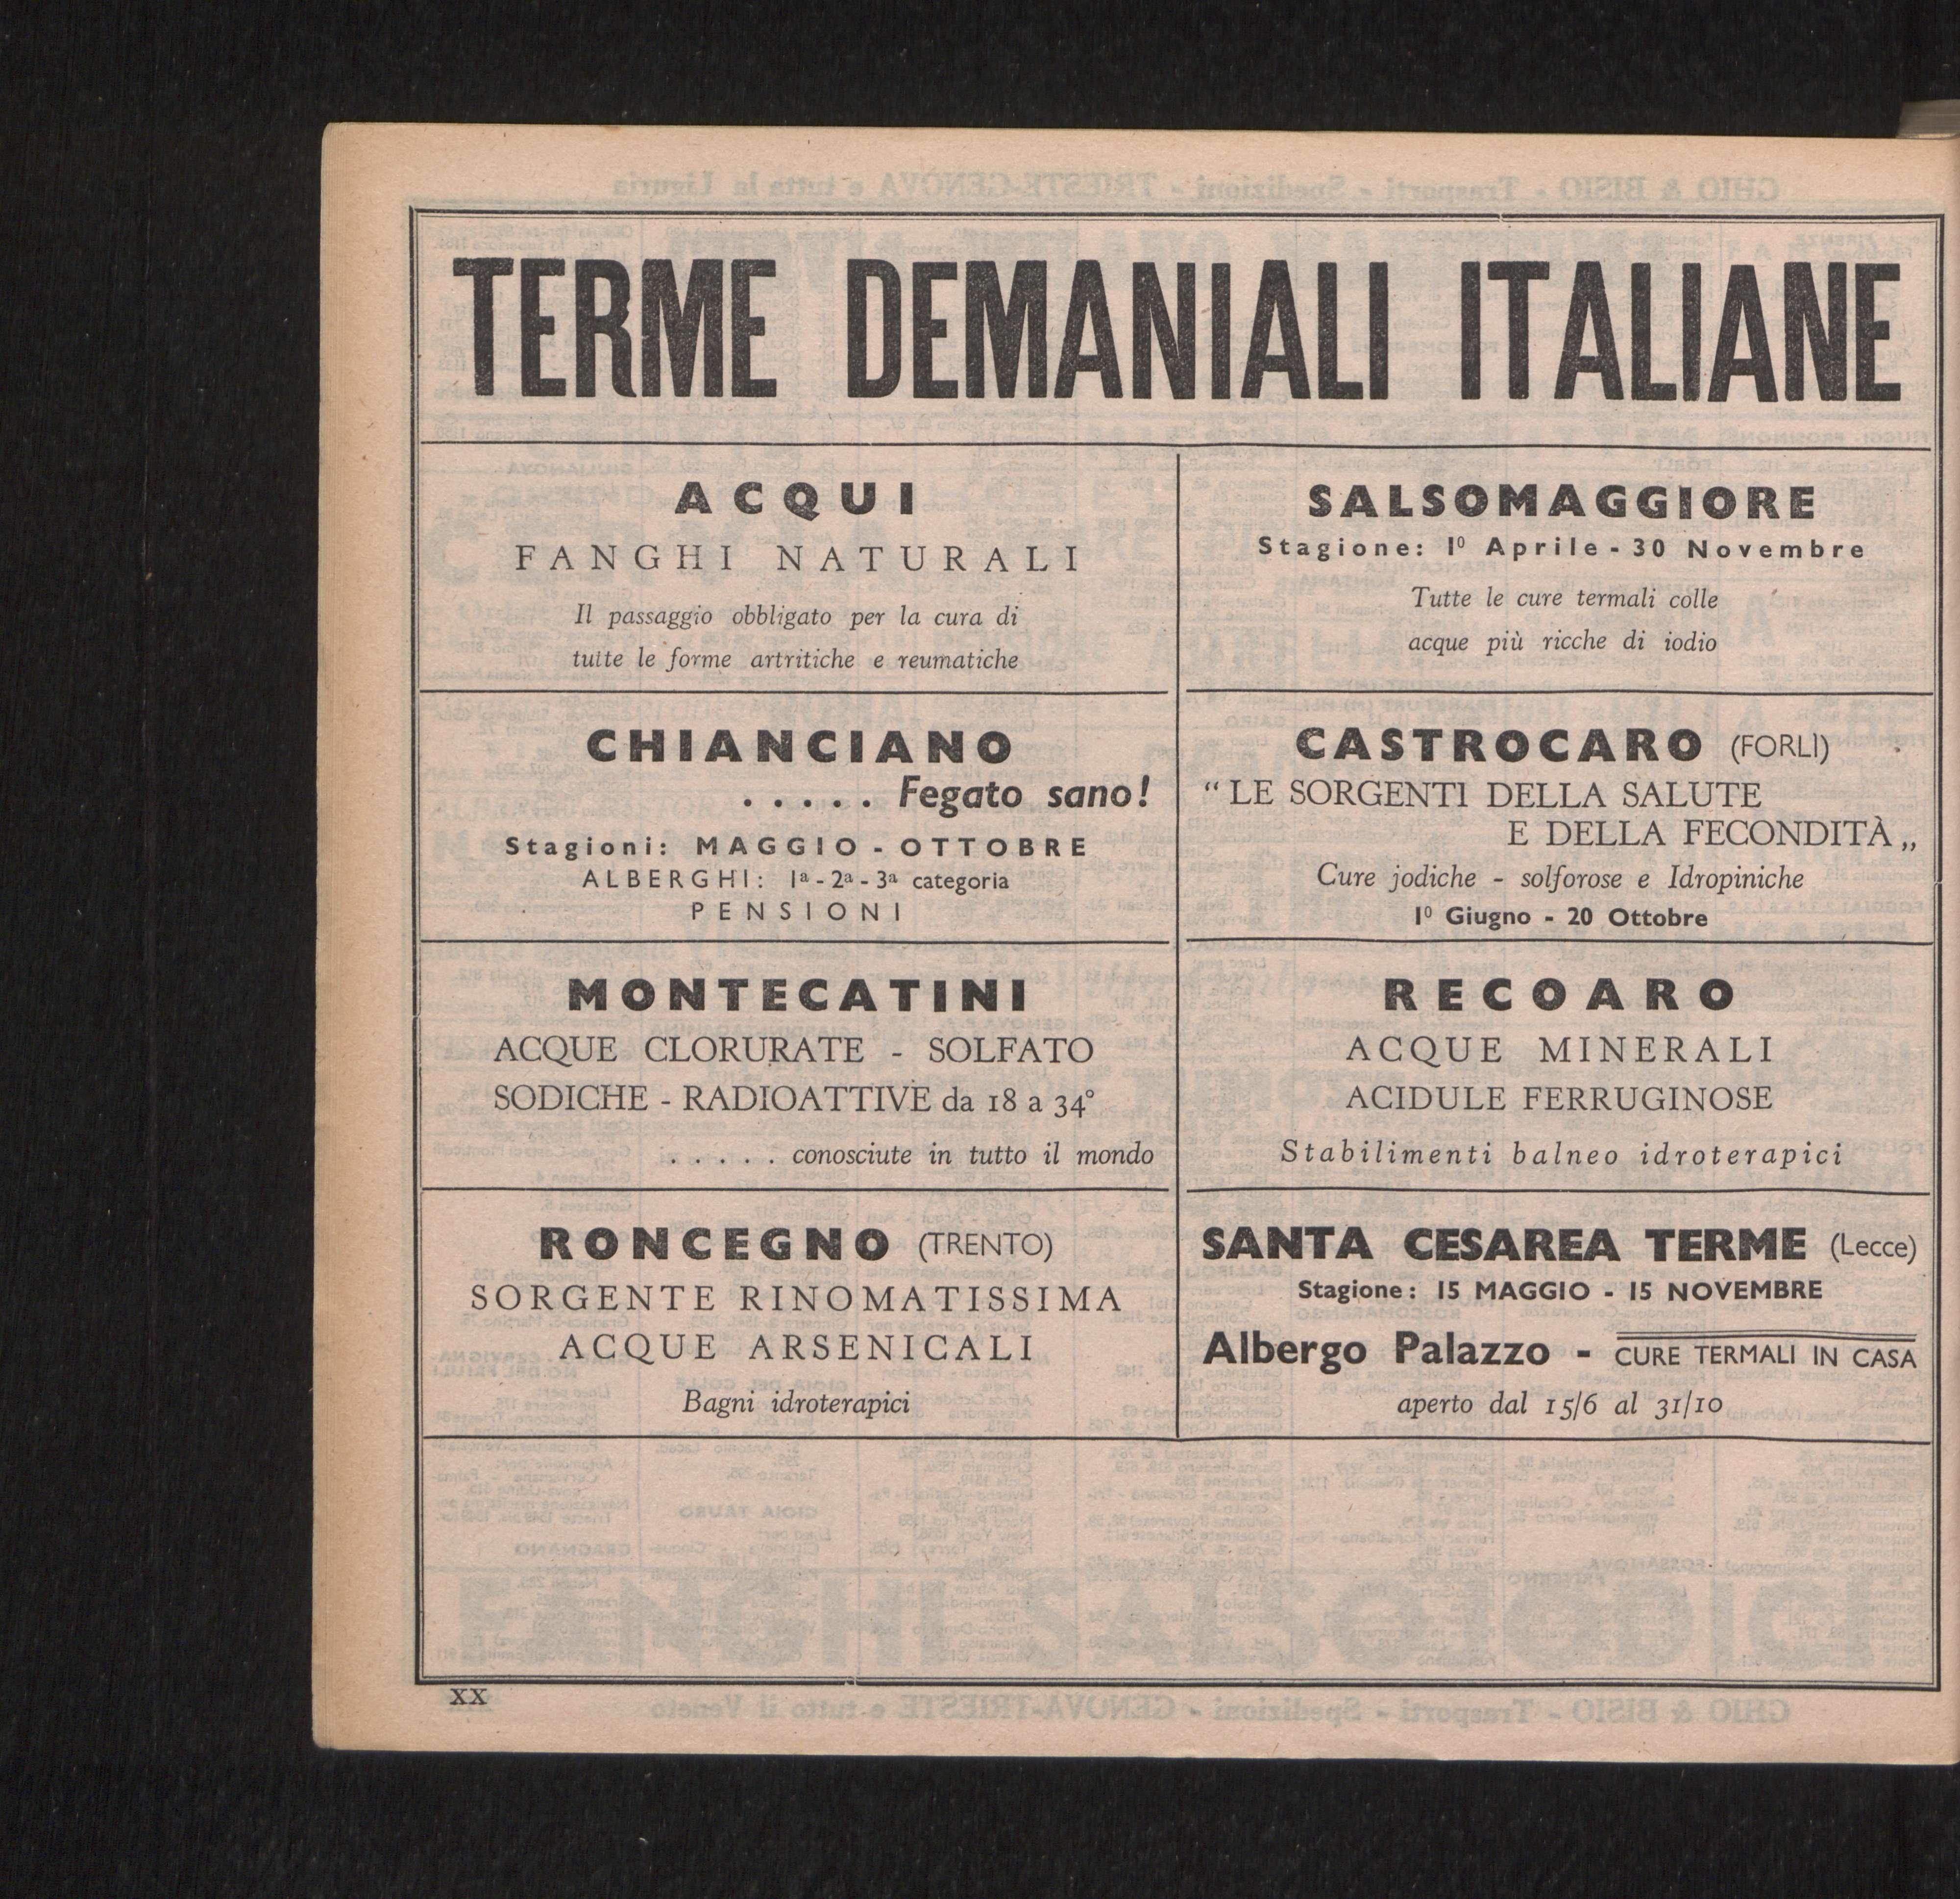 TERME DEMANIALI ITALIANE
ACQUI
FANGHI NATURALI
Il passaggio obbligato per la cura di
tutte le forme artritiche e reumatiche
SALSOMAGGIORE
Stagione: 1º Aprile - 30 Novembre
Tutte le cure termali colle
acque più ricche di iodio
CHIANCIANO
..... Fegato sano!
Stagioni: MAGGIO - OTTOBRE
ALBERGHI: 1ª - 2ª - 3ª categoria
PENSIONI
CASTROCARO (FORLÌ)
“ LE SORGENTI DELLA SALUTE
E DELLA FECONDITÀ „
Cure jodiche - solforose e Idropiniche
1º Giugno - 20 Ottobre
MONTECATINI
ACQUE CLORURATE - SOLFATO
SODICHE - RADIOATTIVE da 18 a 34°
. . . . . conosciute in tutto il mondo
RECOARO
ACQUE MINERALI
ACIDULE FERRUGINOSE
Stabilimenti balneo idroterapici
RONCEGNO (TRENTO)
SORGENTE RINOMATISSIMA
ACQUE ARSENICALI
Bagni idroterapici
SANTA CESAREA TERME (Lecce)
Stagione: 15 MAGGIO - 15 NOVEMBRE
Albergo Palazzo - CURE TERMALI IN CASA
aperto dal 15/6 al 31/10
XX